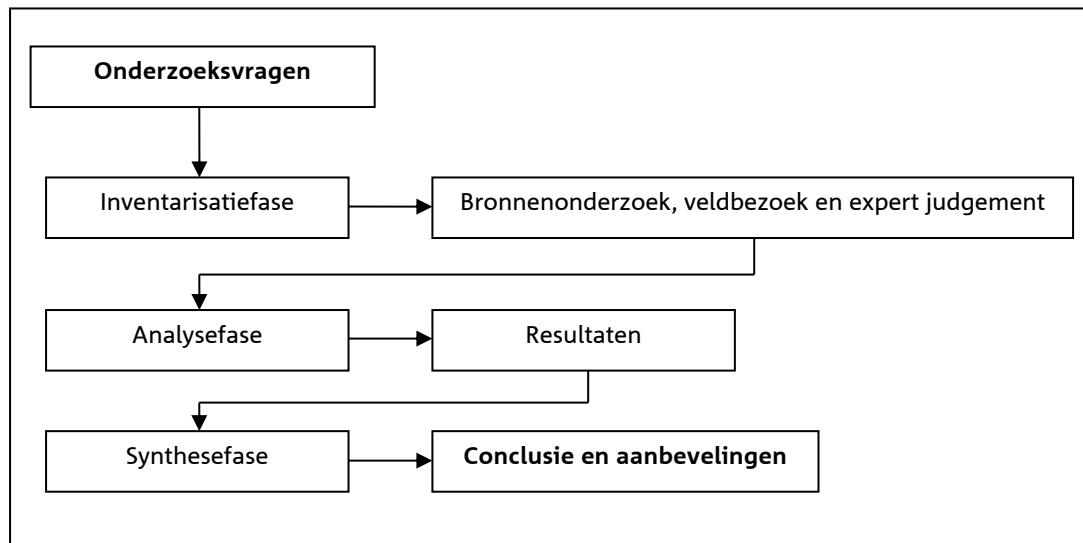 Onderzoeksvragen
Inventarisatiefase
Bronnenonderzoek, veldbezoek en expert judgement
Analysefase
Resultaten
Synthesefase
Conclusie en aanbevelingen